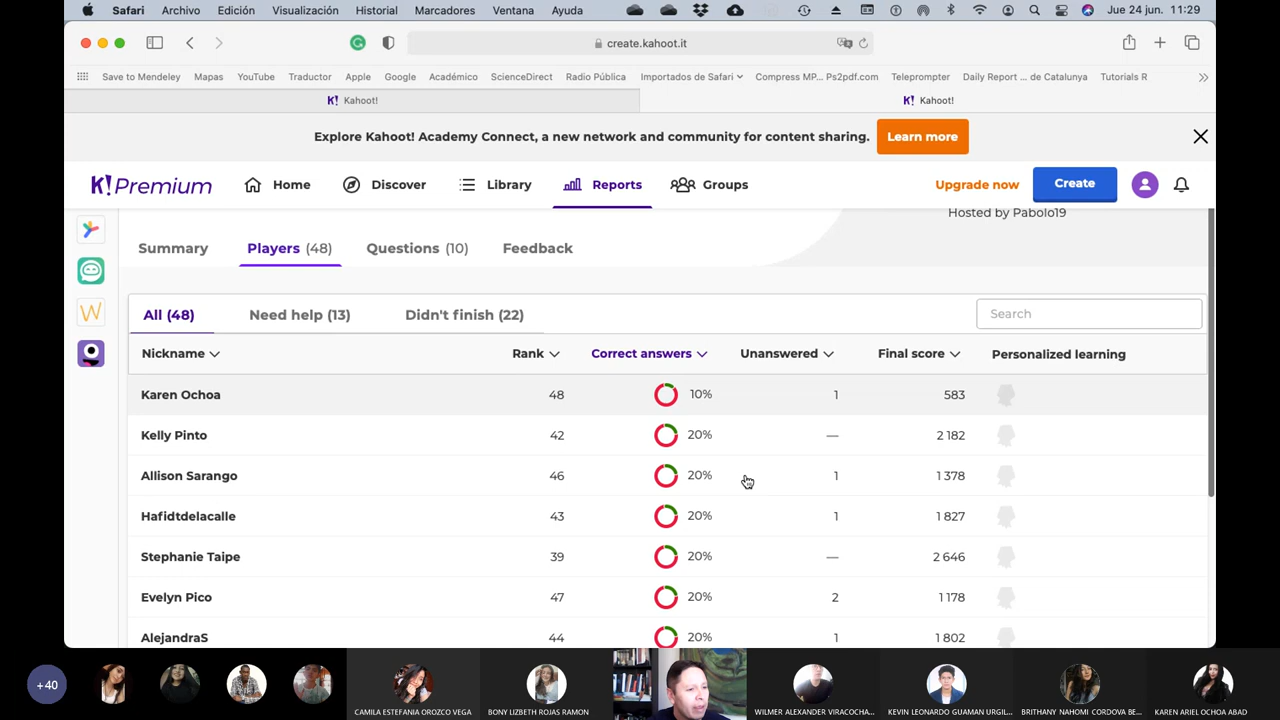 Safari Archivo Edición Visualización Historial Marcadores Ventana Ayuda Jue 24 jun. 11:29
create.kahoot.it
Save to Mendeley Mapas YouTube Traductor Apple Google Académico ScienceDirect Radio Pública Importados de Safari Compress MP... Ps2pdf.com Teleprompter Daily Report ... de Catalunya Tutorials R
K! Kahoot! K! Kahoot!
Explore Kahoot! Academy Connect, a new network and community for content sharing. Learn more
K! Premium Home Discover Library Reports Groups Upgrade now Create
Hosted by Pabolo19
Summary Players (48) Questions (10) Feedback
All (48) Need help (13) Didn't finish (22) Search
Nickname Rank Correct answers Unanswered Final score Personalized learning
Karen Ochoa 48 10% 1 583
Kelly Pinto 42 20% — 2 182
Allison Sarango 46 20% 1 1 378
Hafidtdelacalle 43 20% 1 1 827
Stephanie Taipe 39 20% — 2 646
Evelyn Pico 47 20% 2 1 178
AlejandraS 44 20% 1 1 802
+40
CAMILA ESTEFANIA OROZCO VEGA BONY LIZBETH ROJAS RAMON WILMER ALEXANDER VIRACOCHA... KEVIN LEONARDO GUAMAN URGIL... BRITHANY NAHOMI CORDOVA BE... KAREN ARIEL OCHOA ABAD